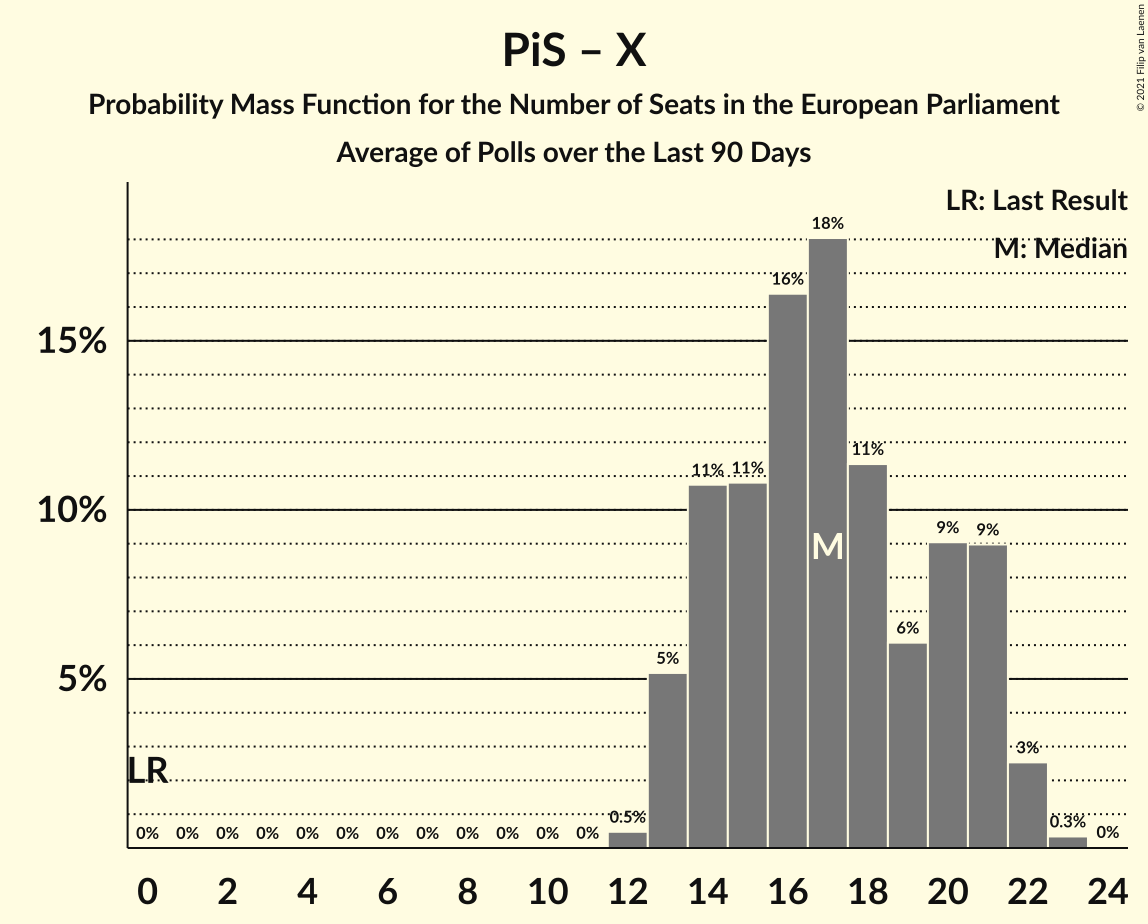 PiS – X
Probability Mass Function for the Number of Seats in the European Parliament
Average of Polls over the Last 90 Days
© 2021 Filip van Laenen
LR: Last Result
M: Median
15%
10%
5%
LR
M
0% 0% 0% 0% 0% 0% 0% 0% 0% 0% 0% 0% 0.5% 5% 11% 11% 16% 18% 11% 6% 9% 9% 3% 0.3% 0%
0 2 4 6 8 10 12 14 16 18 20 22 24